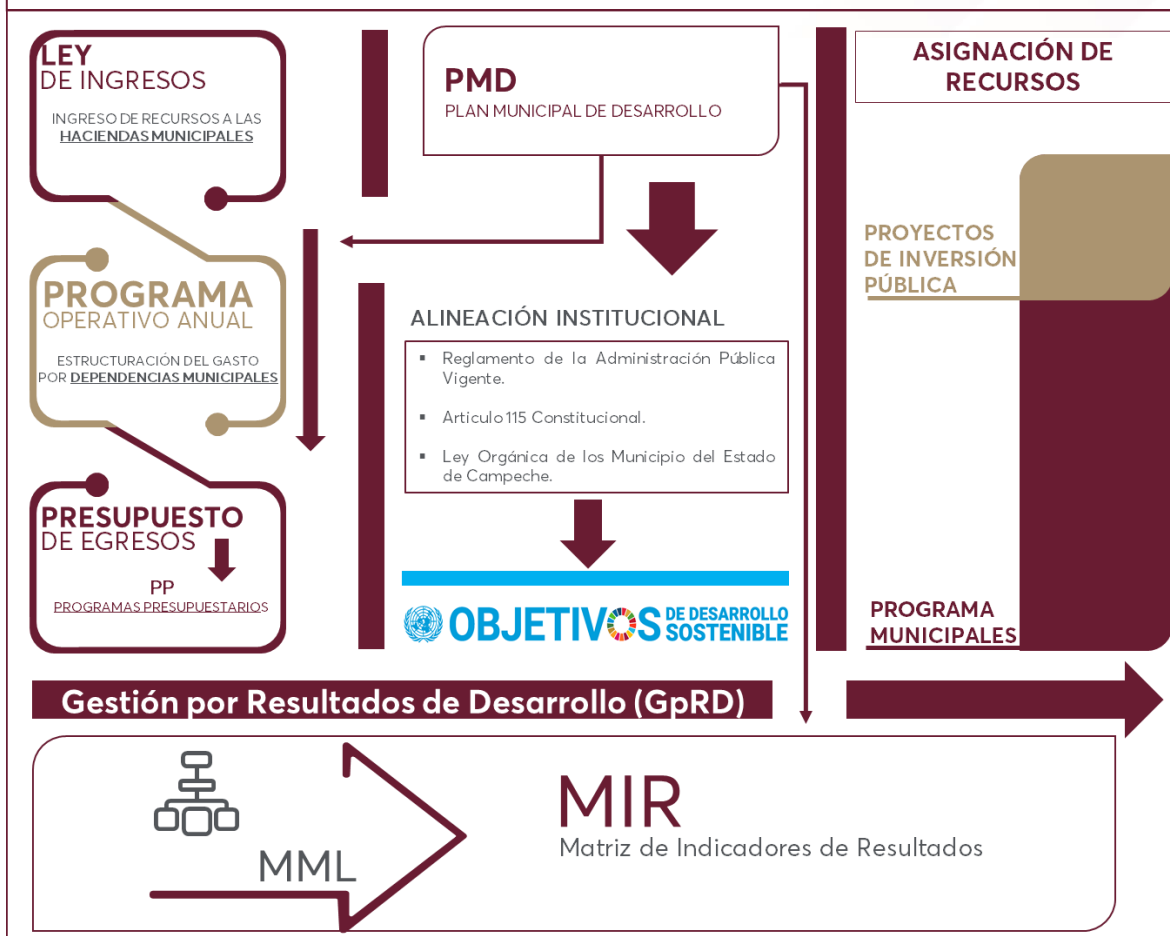 LEY
DE INGRESOS
INGRESO DE RECURSOS A LAS
HACIENDAS MUNICIPALES
PROGRAMA
OPERATIVO ANUAL
ESTRUCTURACIÓN DEL GASTO
POR DEPENDENCIAS MUNICIPALES
PRESUPUESTO
DE EGRESOS
PP
PROGRAMAS PRESUPUESTARIOS
PMD
PLAN MUNICIPAL DE DESARROLLO
ALINEACIÓN INSTITUCIONAL
▪ Reglamento de la Administración Pública
Vigente.
▪ Articulo 115 Constitucional.
▪ Ley Orgánica de los Municipio del Estado
de Campeche.
OBJETIVOS DE DESARROLLO
SOSTENIBLE
ASIGNACIÓN DE
RECURSOS
PROYECTOS
DE INVERSIÓN
PÚBLICA
PROGRAMA
MUNICIPALES
Gestión por Resultados de Desarrollo (GpRD)
MML
MIR
Matriz de Indicadores de Resultados